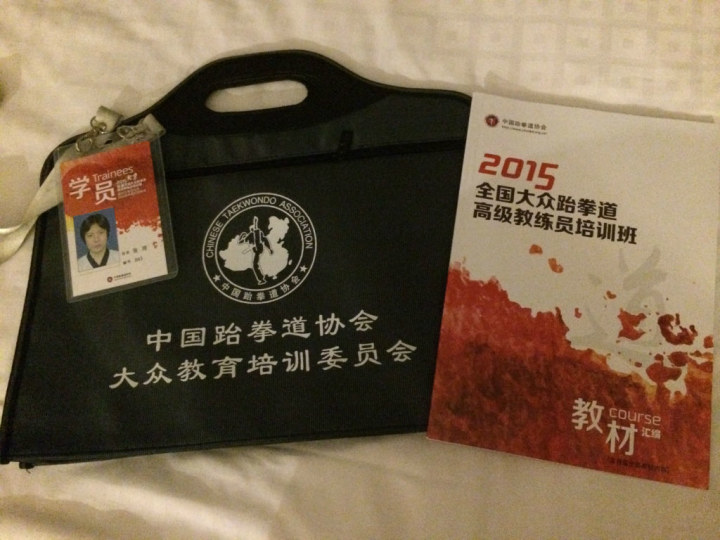 Trainees
学员
CHINESE TAEKWONDO ASSOCIATION
中国跆拳道协会
中国跆拳道协会
大众教育培训委员会
中国跆拳道协会
2015
全国大众跆拳道
高级教练员培训班
道
教材
course
汇编